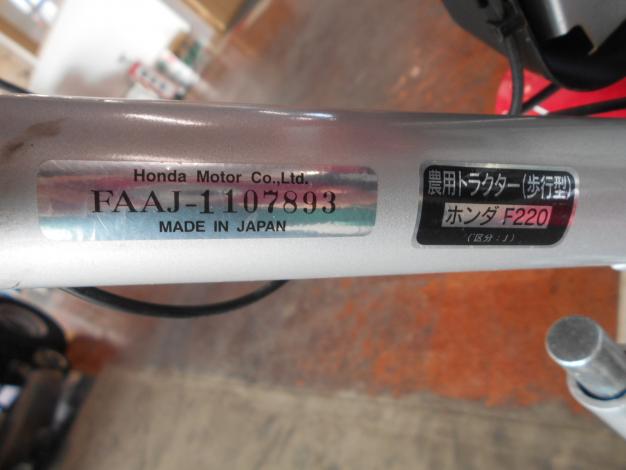 Honda Motor Co.,Ltd.
FAAJ-1107893
MADE IN JAPAN
農用トラクター(歩行型)
ホンダ F220
(区分:J)